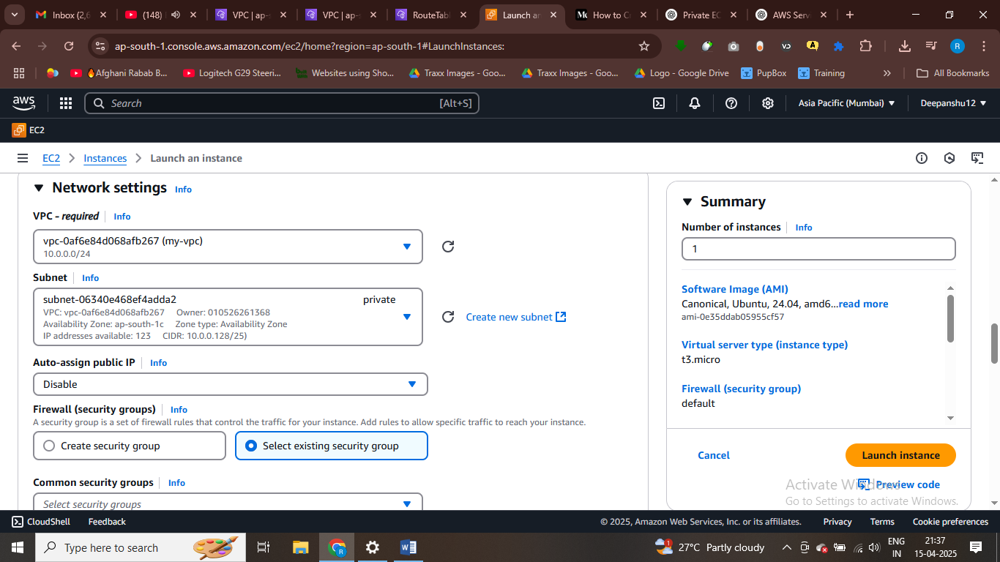 Inbox (2,6
(148)
VPC | ap-s
VPC | ap-s
RouteTabl
Launch an
How to C
Private EC
AWS Serv
ap-south-1.console.aws.amazon.com/ec2/home?region=ap-south-1#LaunchInstances:
R
Afghani Rabab B...
Logitech G29 Steeri...
Websites using Sho...
Traxx Images - Goo...
Traxx Images - Goo...
Logo - Google Drive
PupBox
Training
All Bookmarks
aws
Search
[Alt+S]
Asia Pacific (Mumbai)
Deepanshu12
EC2
EC2
Instances
Launch an instance
Network settings Info
VPC - required Info
vpc-0af6e84d068afb267 (my-vpc)
10.0.0.0/24
Subnet Info
subnet-06340e468ef4adda2 private
VPC: vpc-0af6e84d068afb267 Owner: 010526261368
Availability Zone: ap-south-1c Zone type: Availability Zone
IP addresses available: 123 CIDR: 10.0.0.128/25)
Create new subnet
Auto-assign public IP Info
Disable
Firewall (security groups) Info
A security group is a set of firewall rules that control the traffic for your instance. Add rules to allow specific traffic to reach your instance.
Create security group
Select existing security group
Common security groups Info
Select security groups
Summary
Number of instances Info
1
Software Image (AMI)
Canonical, Ubuntu, 24.04, amd6...read more
ami-0e35ddab05955cf57
Virtual server type (instance type)
t3.micro
Firewall (security group)
default
Cancel
Launch instance
Preview code
Activate Windows
Go to Settings to activate Windows.
CloudShell
Feedback
© 2025, Amazon Web Services, Inc. or its affiliates.
Privacy
Terms
Cookie preferences
Type here to search
27°C Partly cloudy
ENG
IN
21:37
15-04-2025